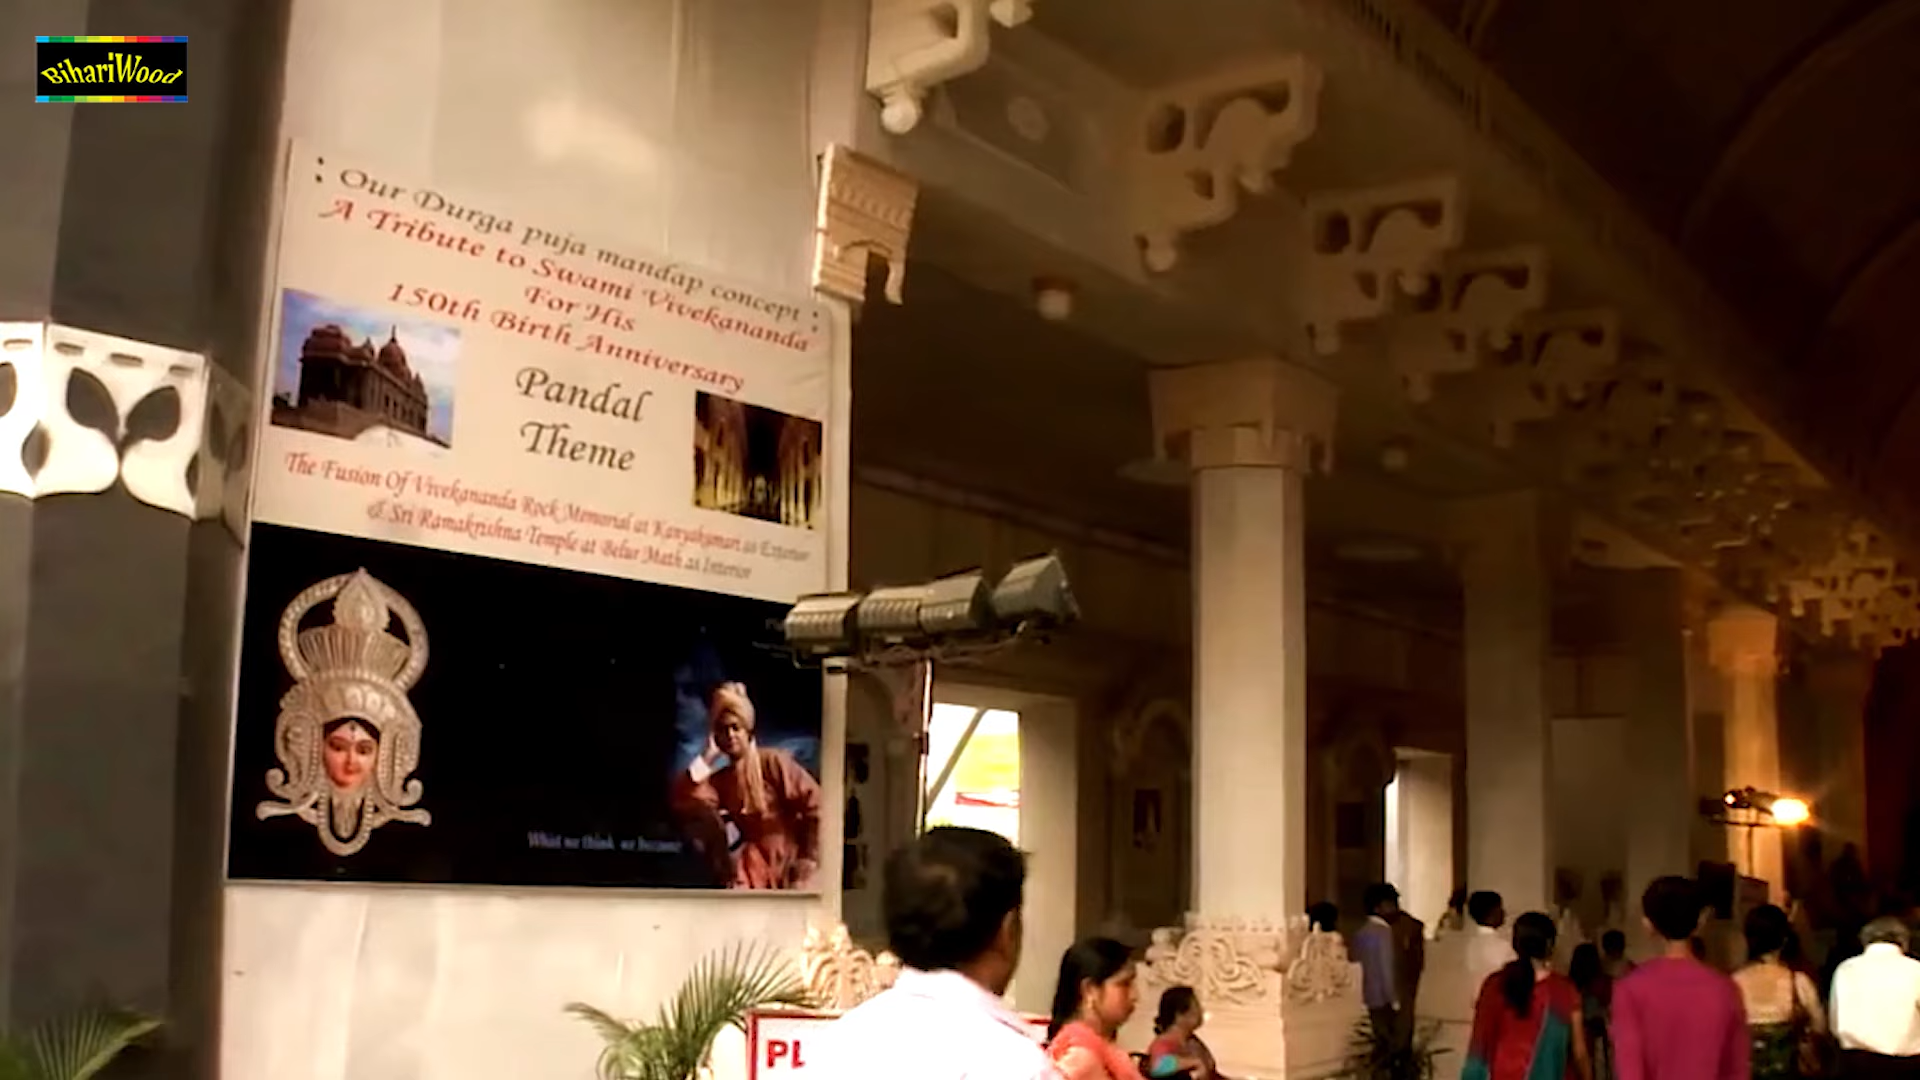 BihariWood
: Our Durga puja mandap concept :
A Tribute to Swami Vivekananda
For His
150th Birth Anniversary
Pandal
Theme
The Fusion Of Vivekananda Rock Memorial at Kanyakumari as Exterior
& Sri Ramakrishna Temple at Belur Math as Interior
What we think we become
PL